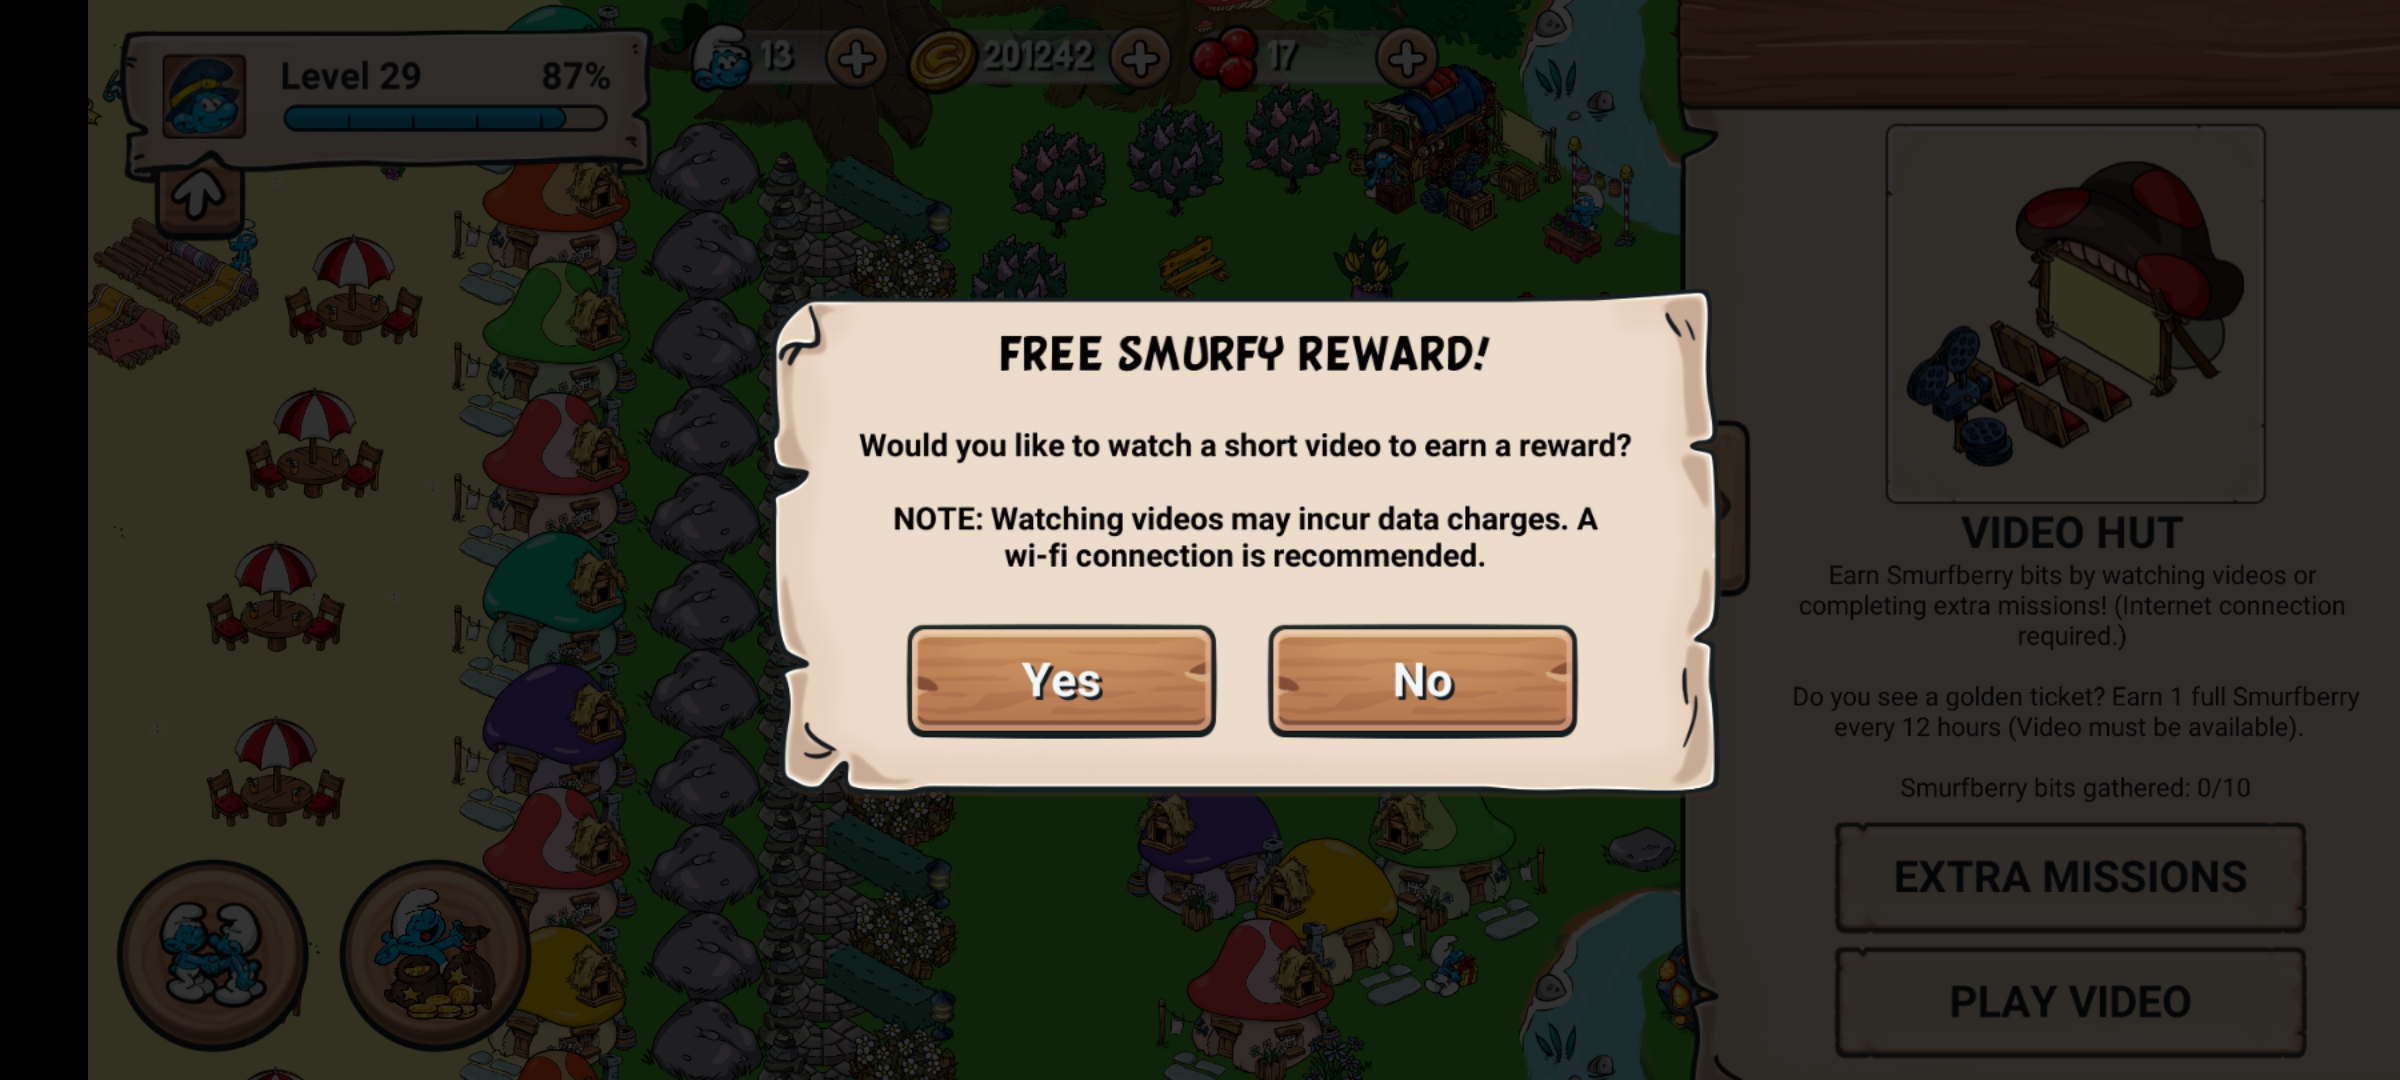 Level 29 87%
13
201242
17
FREE SMURFY REWARD!
Would you like to watch a short video to earn a reward?
NOTE: Watching videos may incur data charges. A
wi-fi connection is recommended.
Yes
No
VIDEO HUT
Earn Smurfberry bits by watching videos or
completing extra missions! (Internet connection
required.)
Do you see a golden ticket? Earn 1 full Smurfberry
every 12 hours (Video must be available).
Smurfberry bits gathered: 0/10
EXTRA MISSIONS
PLAY VIDEO